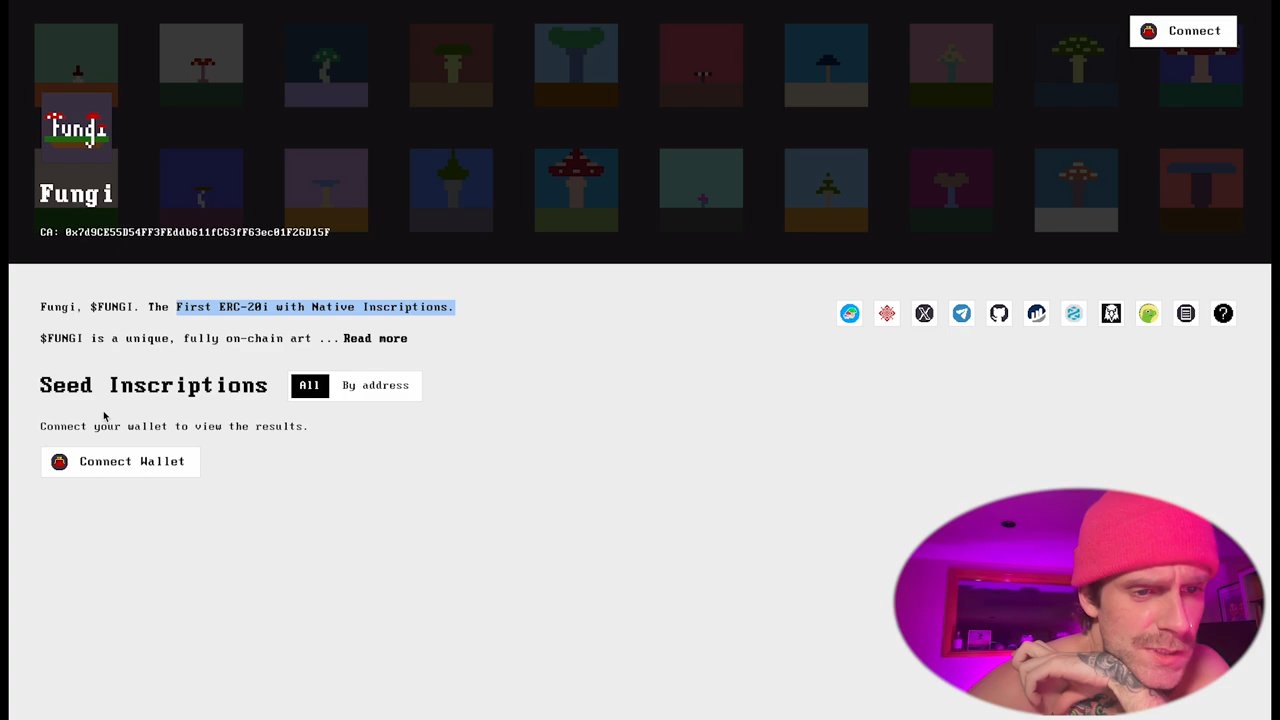 Connect
Fungi
Fungi
CA: 0x7d9CE55D54FF3FEddb611fC63fF63ec01F26D15F
Fungi, $FUNGI. The First ERC-20i with Native Inscriptions.
$FUNGI is a unique, fully on-chain art ... Read more
Seed Inscriptions
All
By address
Connect your wallet to view the results.
Connect Wallet